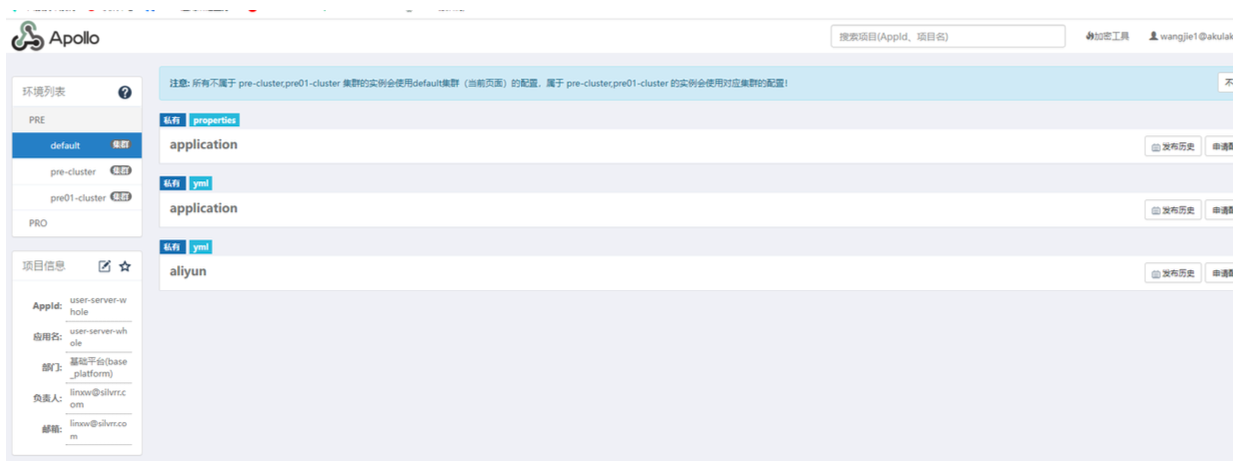 Apollo
搜索项目(AppId、项目名)
加密工具
wangjie1@akulak
环境列表
PRE
default 集群
pre-cluster 集群
pre01-cluster 集群
PRO
项目信息
AppId: user-server-w
hole
应用名: user-server-wh
ole
部门: 基础平台(base
_platform)
负责人: linxw@silvrr.c
om
邮箱: linxw@silvrr.co
m
注意: 所有不属于 pre-cluster,pre01-cluster 集群的实例会使用default集群（当前页面）的配置，属于 pre-cluster,pre01-cluster 的实例会使用对应集群的配置！
不
私有 properties
application
发布历史 申请
私有 yml
application
发布历史 申请
私有 yml
aliyun
发布历史 申请